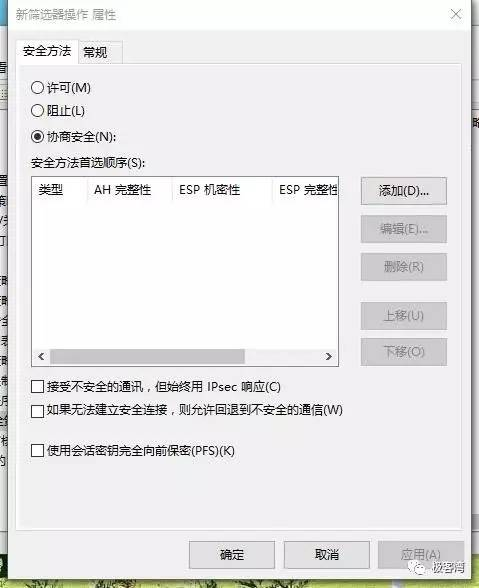 新筛选器操作 属性
安全方法 常规
许可(M)
阻止(L)
协商安全(N):
安全方法首选顺序(S):
类型 AH 完整性 ESP 机密性 ESP 完整性
添加(D)...
编辑(E)...
删除(R)
上移(U)
下移(O)
接受不安全的通讯，但始终用 IPsec 响应(C)
如果无法建立安全连接，则允许回退到不安全的通信(W)
使用会话密钥完全向前保密(PFS)(K)
确定 取消 应用(A)
极客湾